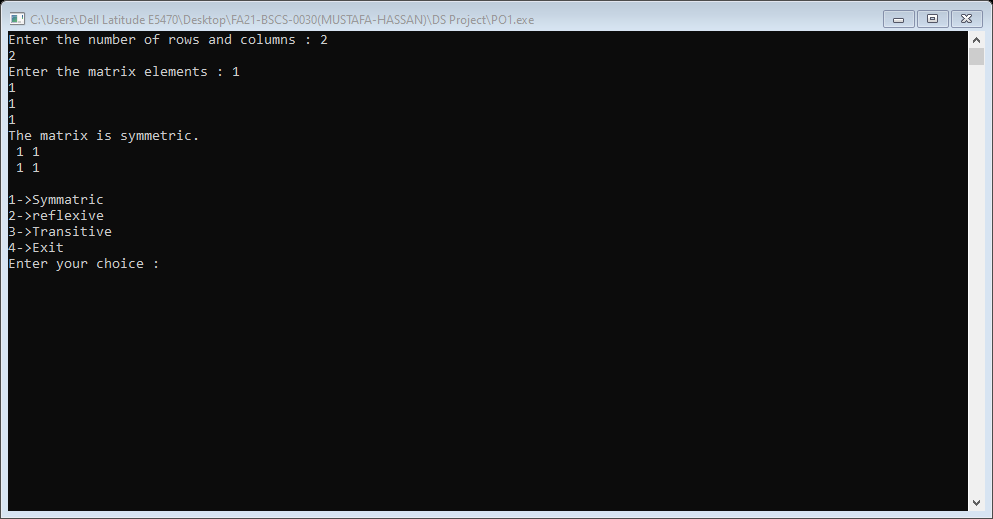 C:\Users\Dell Latitude E5470\Desktop\FA21-BSCS-0030(MUSTAFA-HASSAN)\DS Project\PO1.exe
Enter the number of rows and columns : 2
2
Enter the matrix elements : 1
1
1
1
The matrix is symmetric.
1 1
1 1
1->Symmatric
2->reflexive
3->Transitive
4->Exit
Enter your choice :